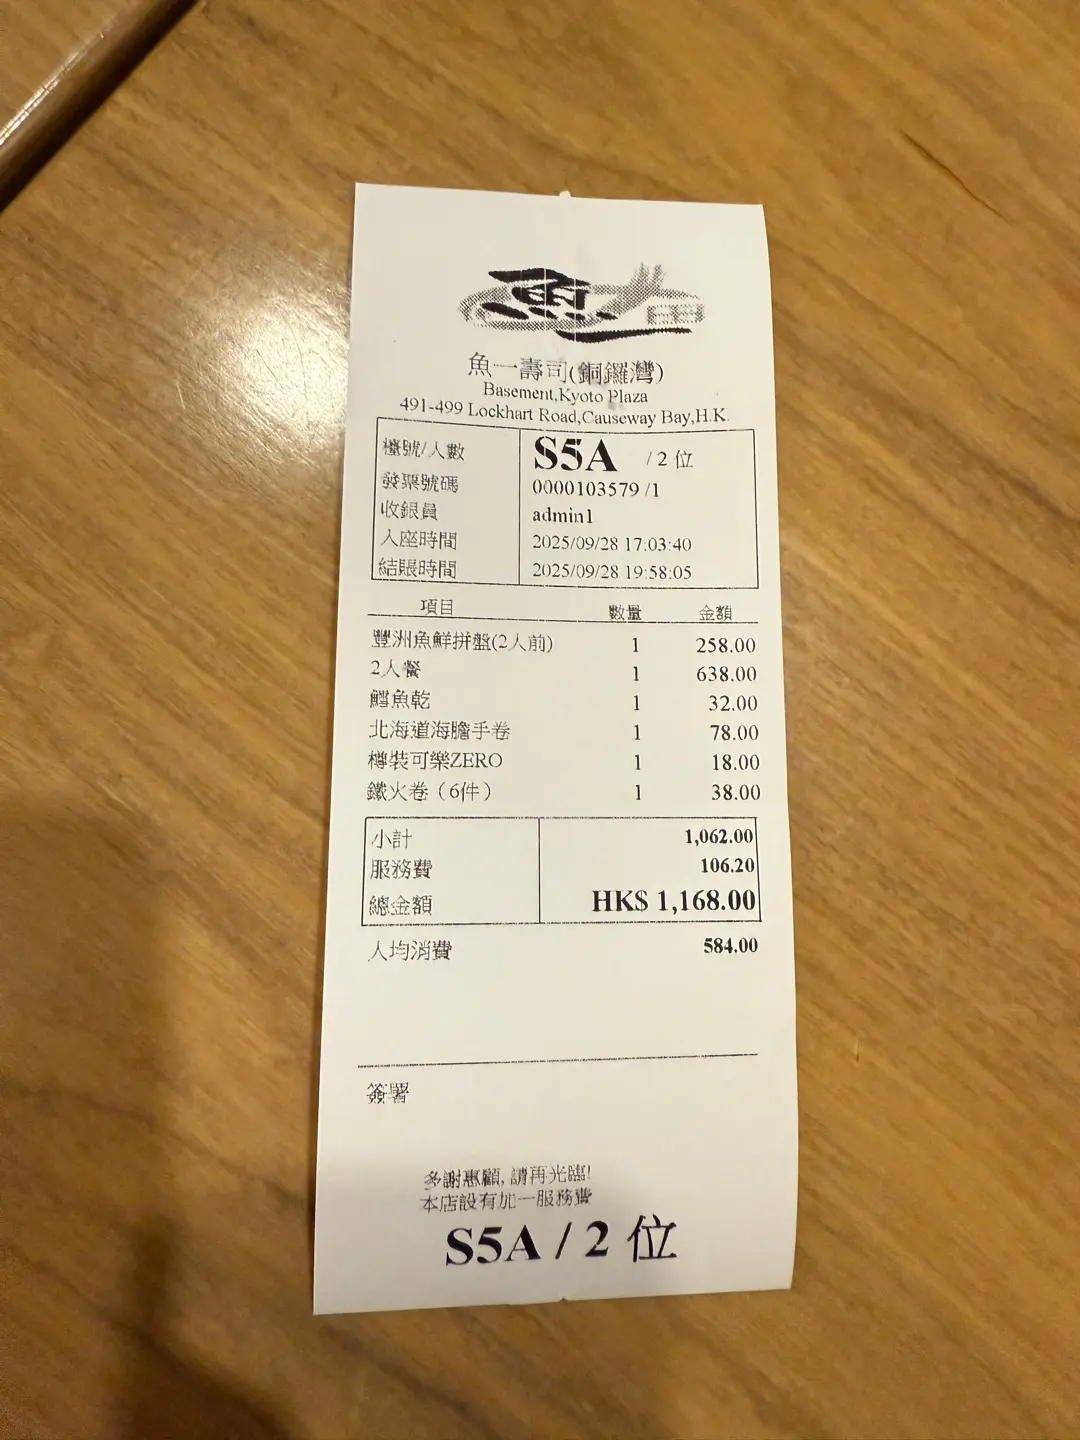 魚一
魚一壽司(銅鑼灣)
Basement,Kyoto Plaza
491-499 Lockhart Road,Causeway Bay,H.K.
檯號/人數 S5A /2 位
發票號碼 0000103579 /1
收銀員 admin1
入座時間 2025/09/28 17:03:40
結賬時間 2025/09/28 19:58:05
項目 數量 金額
豐洲魚鮮拼盤(2人前) 1 258.00
2人餐 1 638.00
鱈魚乾 1 32.00
北海道海膽手卷 1 78.00
樽裝可樂ZERO 1 18.00
鐵火卷（6件） 1 38.00
小計 1,062.00
服務費 106.20
總金額 HK$ 1,168.00
人均消費 584.00
簽署
多謝惠顧, 請再光臨!
本店設有加一服務費
S5A / 2 位